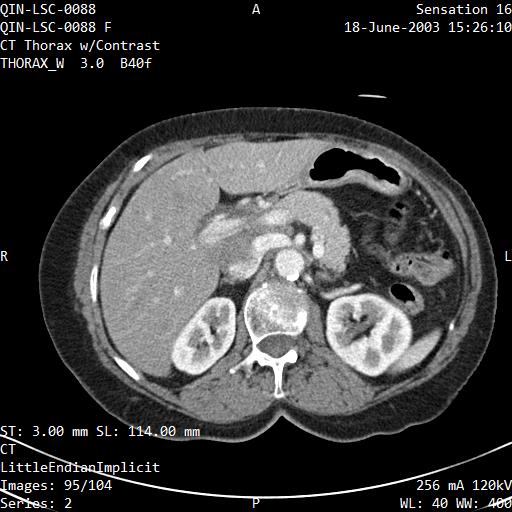 QIN-LSC-0088
QIN-LSC-0088 F
CT Thorax w/Contrast
THORAX_W 3.0 B40f
A
Sensation 16
18-June-2003 15:26:10
R
L
ST: 3.00 mm SL: 114.00 mm
CT
LittleEndianImplicit
Images: 95/104
Series: 2
P
256 mA 120kV
WL: 40 WW: 400